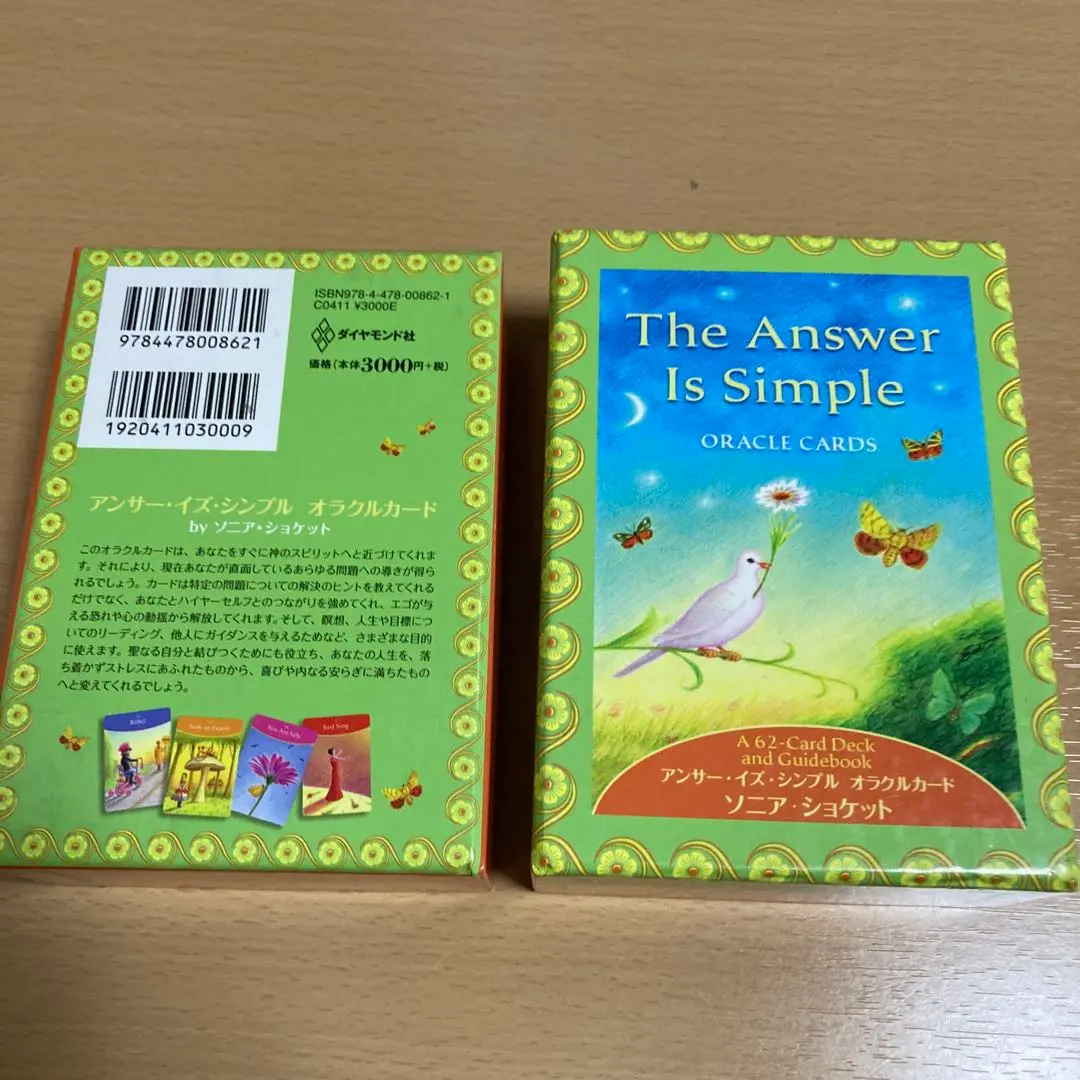 ISBN978-4-478-00862-1
C0411 ¥3000E
9784478008621
ダイヤモンド社
価格(本体3000円+税)
1920411030009
アンサー・イズ・シンプル オラクルカード
by ソニア・ショケット
このオラクルカードは、あなたをすぐに神のスピリットへと近づけてくれま
す。それにより、現在あなたが直面しているあらゆる問題への導きが得ら
れるでしょう。カードは特定の問題についての解決のヒントを教えてくれる
だけでなく、あなたとハイヤーセルフとのつながりを強めてくれ、エゴが与
える恐れや心の動揺から解放してくれます。そして、瞑想、人生や目標につ
いてのリーディング、他人にガイダンスを与えるためなど、さまざまな目的
に使えます。聖なる自分と結びつくためにも役立ち、あなたの人生を、落
ち着かずストレスにあふれたものから、喜びや内なる安らぎに満ちたもの
へと変えてくれるでしょう。
Rebel
Seek an Expert
You Are Safe
Just Sing
The Answer
Is Simple
ORACLE CARDS
A 62-Card Deck
and Guidebook
アンサー・イズ・シンプル オラクルカード
ソニア・ショケット